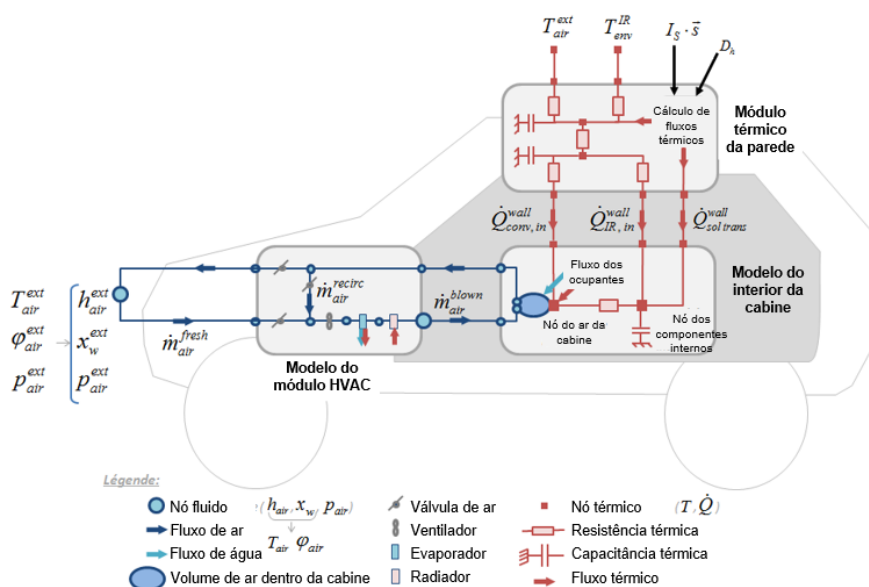 T_air^ext T_env^IR I_S · s⃗ D_h
Cálculo de
fluxos
térmicos
Módulo
térmico
da parede
Q̇_conv, in^wall Q̇_IR, in^wall Q̇_sol trans^wall
Fluxo dos
ocupantes
Modelo do
interior da
cabine
Nó do ar da
cabine
Nó dos
componentes
internos
ṁ_air^recirc
ṁ_air^blown
ṁ_air^fresh
T_air^ext h_air^ext
φ_air^ext → x_w^ext
p_air^ext p_air^ext
Modelo do
módulo HVAC
Légende:
Nó fluido (h_air, x_w, p_air)
T_air φ_air
Fluxo de ar
Fluxo de água
Volume de ar dentro da cabine
Válvula de ar
Ventilador
Evaporador
Radiador
Nó térmico (T, Q̇)
Resistência térmica
Capacitância térmica
Fluxo térmico